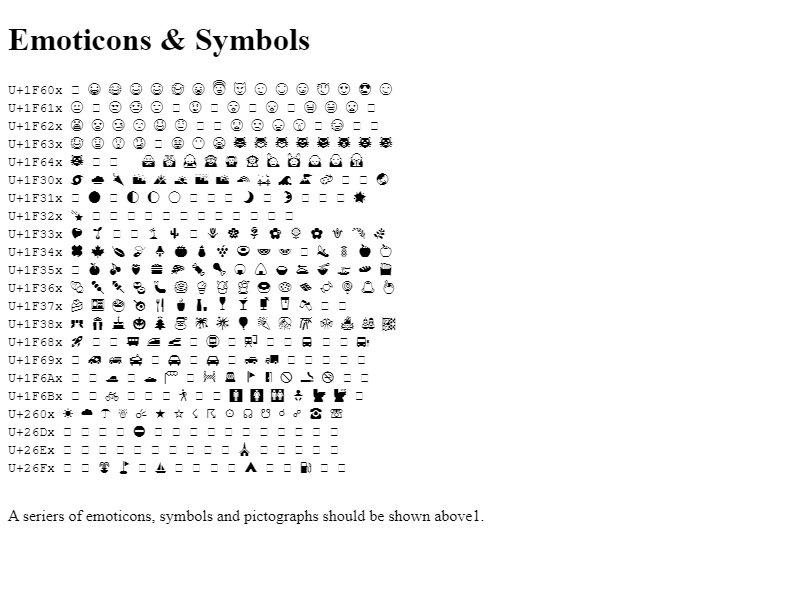 Emoticons & Symbols
U+1F60x
U+1F61x
U+1F62x
U+1F63x
U+1F64x
U+1F30x
U+1F31x
U+1F32x
U+1F33x
U+1F34x
U+1F35x
U+1F36x
U+1F37x
U+1F38x
U+1F68x
U+1F69x
U+1F6Ax
U+1F6Bx
U+260x
U+26Dx
U+26Ex
U+26Fx
A seriers of emoticons, symbols and pictographs should be shown above1.